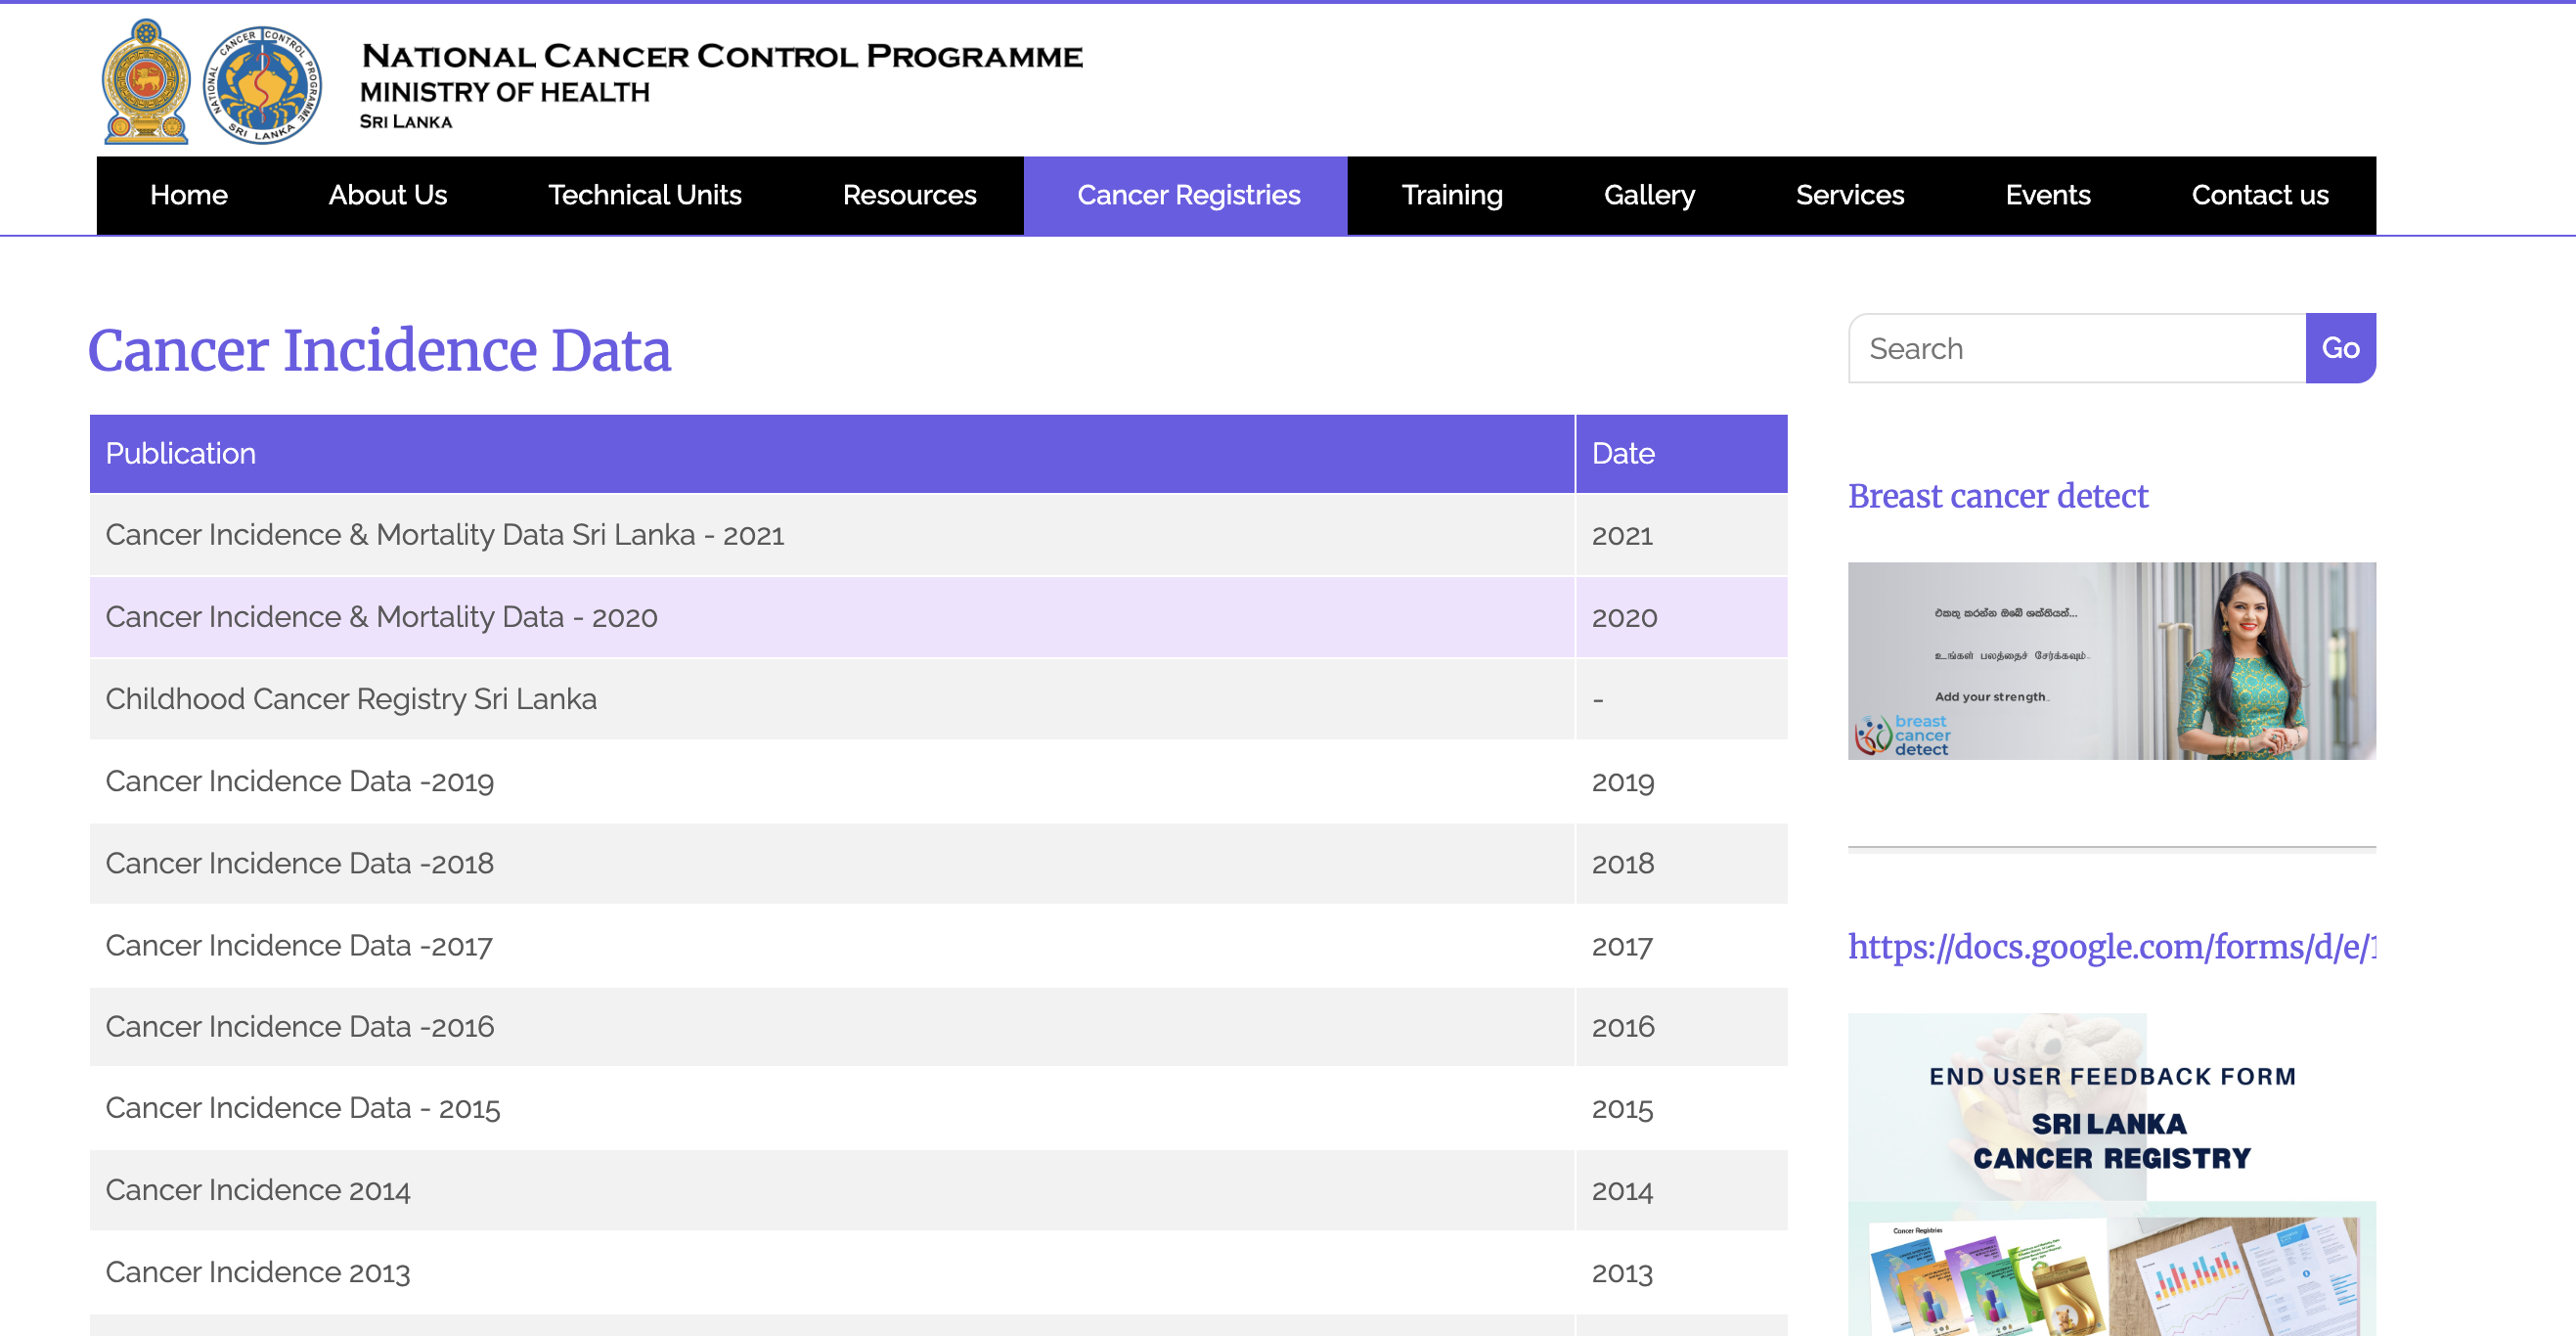 NATIONAL CANCER CONTROL PROGRAMME
MINISTRY OF HEALTH
SRI LANKA
NATIONAL CANCER CONTROL PROGRAMME
SRI LANKA
Home About Us Technical Units Resources Cancer Registries Training Gallery Services Events Contact us
Cancer Incidence Data
Publication Date
Cancer Incidence & Mortality Data Sri Lanka - 2021 2021
Cancer Incidence & Mortality Data - 2020 2020
Childhood Cancer Registry Sri Lanka -
Cancer Incidence Data -2019 2019
Cancer Incidence Data -2018 2018
Cancer Incidence Data -2017 2017
Cancer Incidence Data -2016 2016
Cancer Incidence Data - 2015 2015
Cancer Incidence 2014 2014
Cancer Incidence 2013 2013
Search Go
Breast cancer detect
එකතු කරන්න ඔබේ ශක්තියත්...
உங்கள் பலத்தைச் சேர்க்கவும்..
Add your strength..
breast
cancer
detect
https://docs.google.com/forms/d/e/1
END USER FEEDBACK FORM
SRI LANKA
CANCER REGISTRY
Cancer Registries